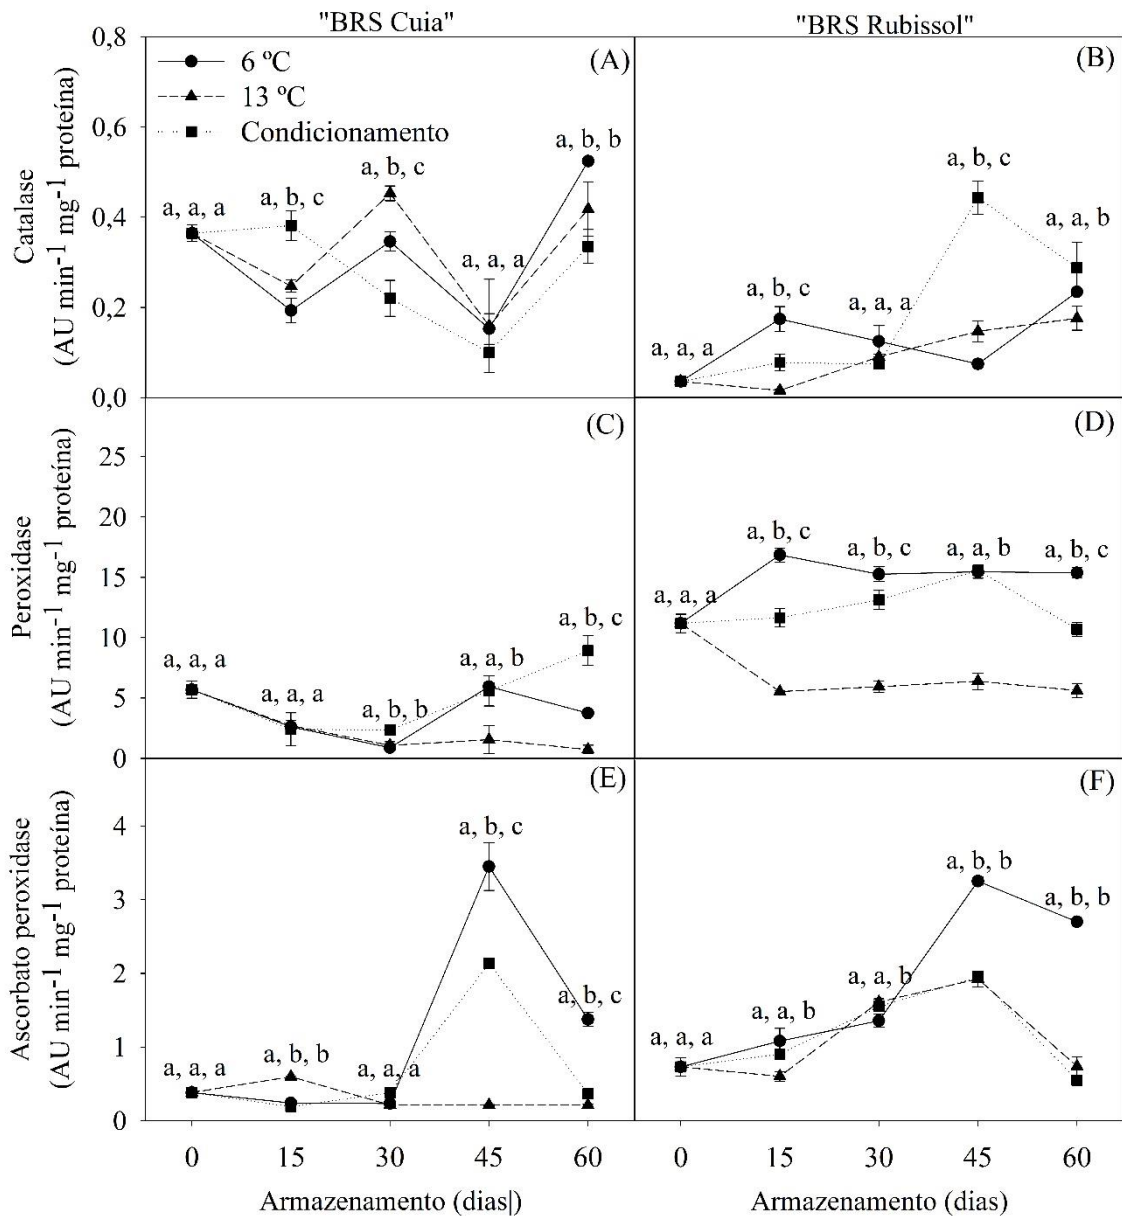 "BRS Cuia"
"BRS Rubissol"
Catalase
(AU min⁻¹ mg⁻¹ proteína)
0,8
0,6
0,4
0,2
0,0
6 ºC
13 ºC
Condicionamento
(A)
a, a, a
a, b, c
a, b, c
a, a, a
a, b, b
(B)
a, a, a
a, b, c
a, a, a
a, b, c
a, a, b
Peroxidase
(AU min⁻¹ mg⁻¹ proteína)
25
20
15
10
5
0
(C)
a, a, a
a, a, a
a, b, b
a, a, b
a, b, c
(D)
a, a, a
a, b, c
a, b, c
a, a, b
a, b, c
Ascorbato peroxidase
(AU min⁻¹ mg⁻¹ proteína)
4
3
2
1
0
(E)
a, a, a
a, b, b
a, a, a
a, b, c
a, b, c
(F)
a, a, a
a, a, b
a, a, b
a, b, b
a, b, b
0 15 30 45 60
0 15 30 45 60
Armazenamento (dias|)
Armazenamento (dias)